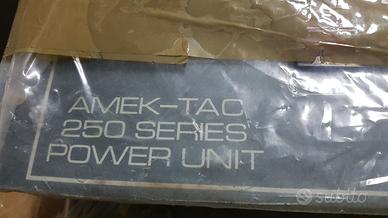 AMEK-TAC
250 SERIES
POWER UNIT
subito